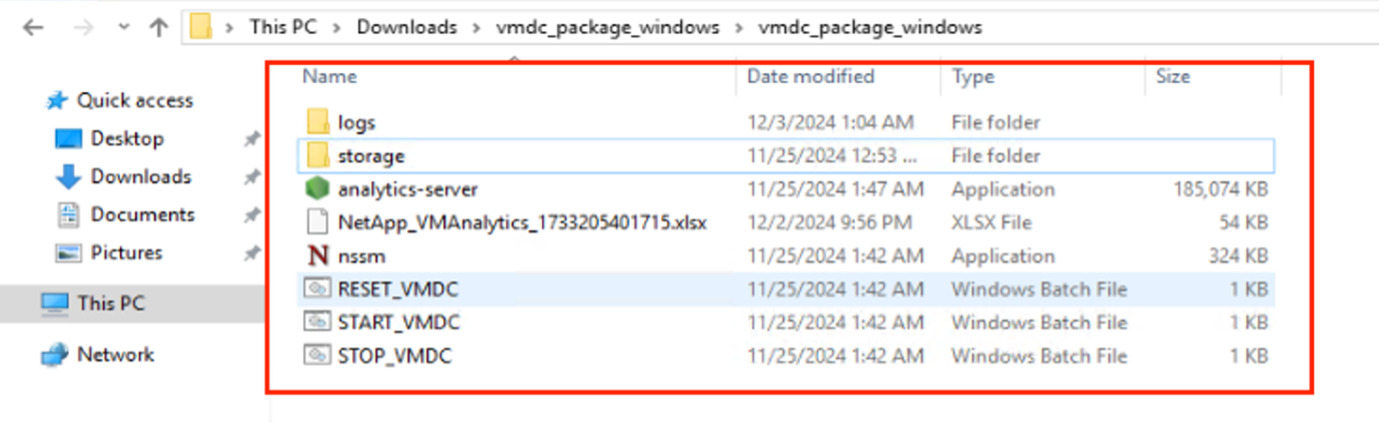 This PC > Downloads > vmdc_package_windows > vmdc_package_windows
Name Date modified Type Size
Quick access
Desktop
Downloads
Documents
Pictures
This PC
Network
logs 12/3/2024 1:04 AM File folder
storage 11/25/2024 12:53 ... File folder
analytics-server 11/25/2024 1:47 AM Application 185,074 KB
NetApp_VMAnalytics_1733205401715.xlsx 12/2/2024 9:56 PM XLSX File 54 KB
nssm 11/25/2024 1:42 AM Application 324 KB
RESET_VMDC 11/25/2024 1:42 AM Windows Batch File 1 KB
START_VMDC 11/25/2024 1:42 AM Windows Batch File 1 KB
STOP_VMDC 11/25/2024 1:42 AM Windows Batch File 1 KB